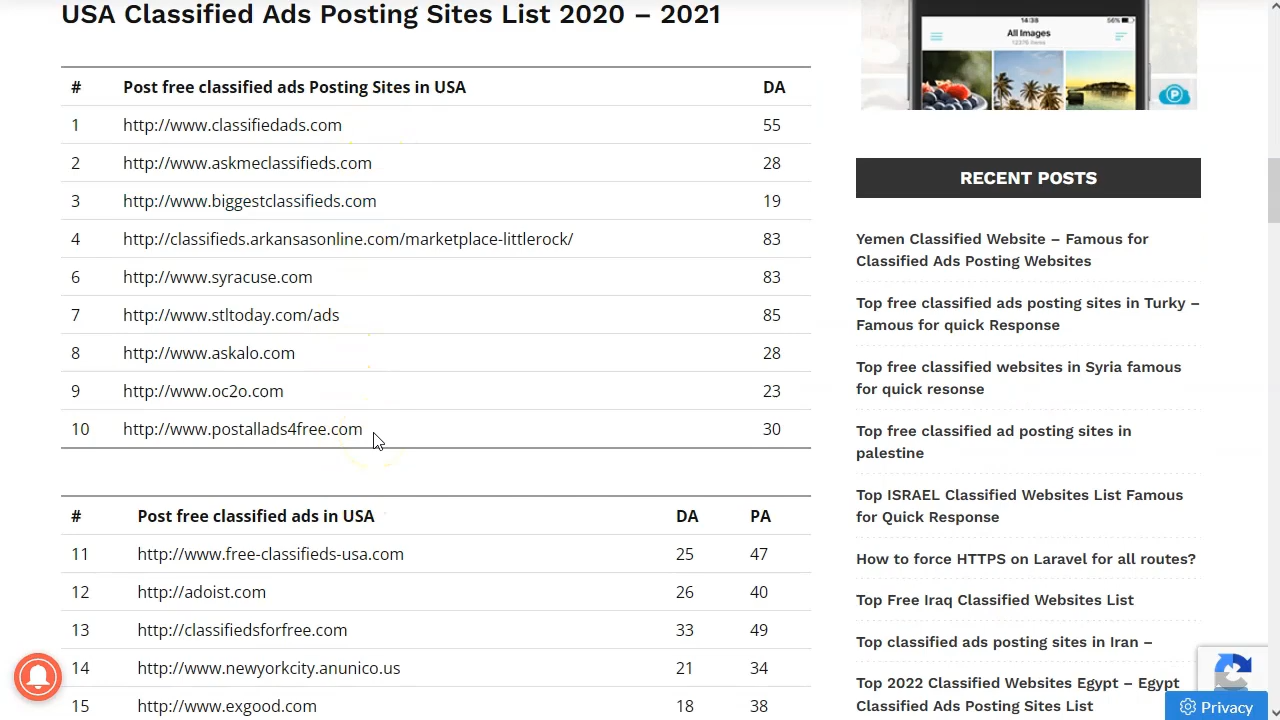 USA Classified Ads Posting Sites List 2020 – 2021
# Post free classified ads Posting Sites in USA DA
1 http://www.classifiedads.com 55
2 http://www.askmeclassifieds.com 28
3 http://www.biggestclassifieds.com 19
4 http://classifieds.arkansasonline.com/marketplace-littlerock/ 83
6 http://www.syracuse.com 83
7 http://www.stltoday.com/ads 85
8 http://www.askalo.com 28
9 http://www.oc2o.com 23
10 http://www.postallads4free.com 30
# Post free classified ads in USA DA PA
11 http://www.free-classifieds-usa.com 25 47
12 http://adoist.com 26 40
13 http://classifiedsforfree.com 33 49
14 http://www.newyorkcity.anunico.us 21 34
15 http://www.exgood.com 18 38
14:38 56%
All Images
12376 items
P
RECENT POSTS
Yemen Classified Website – Famous for
Classified Ads Posting Websites
Top free classified ads posting sites in Turky –
Famous for quick Response
Top free classified websites in Syria famous
for quick resonse
Top free classified ad posting sites in
palestine
Top ISRAEL Classified Websites List Famous
for Quick Response
How to force HTTPS on Laravel for all routes?
Top Free Iraq Classified Websites List
Top classified ads posting sites in Iran –
Top 2022 Classified Websites Egypt – Egypt
Classified Ads Posting Sites List
Privacy